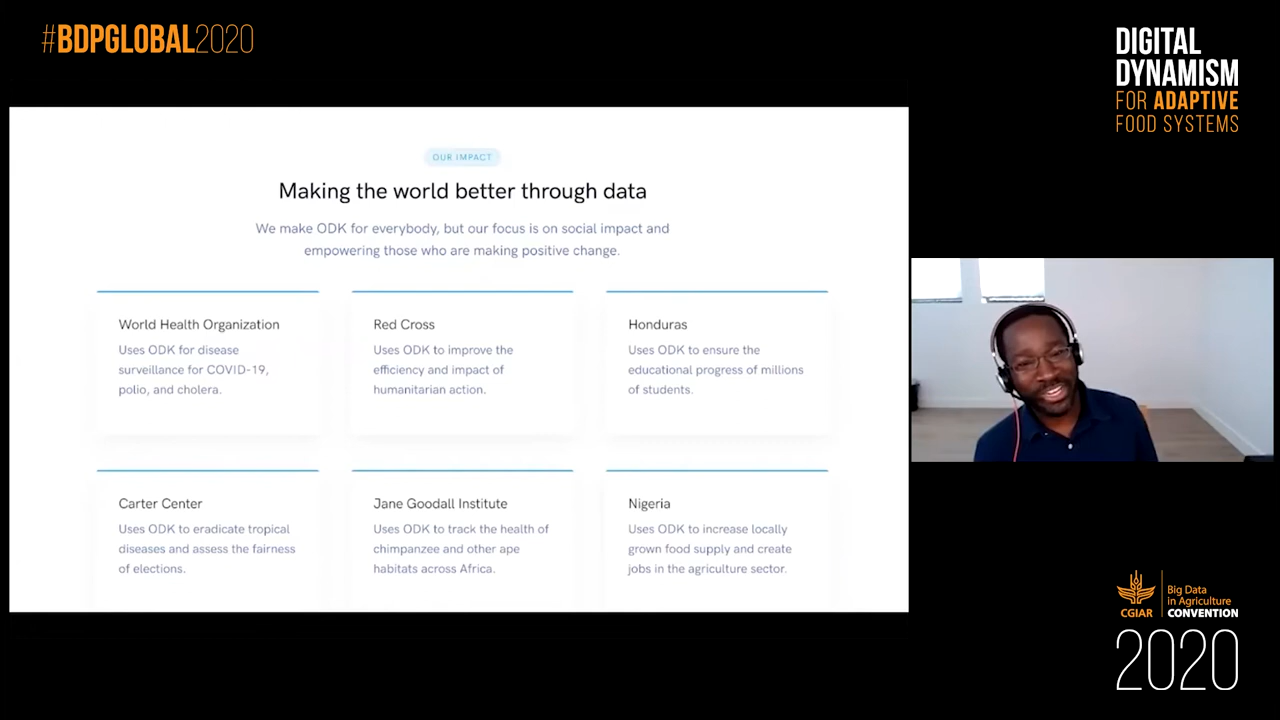 #BDPGLOBAL2020
DIGITAL
DYNAMISM
FOR ADAPTIVE
FOOD SYSTEMS
OUR IMPACT
Making the world better through data
We make ODK for everybody, but our focus is on social impact and
empowering those who are making positive change.
World Health Organization
Uses ODK for disease
surveillance for COVID-19,
polio, and cholera.
Red Cross
Uses ODK to improve the
efficiency and impact of
humanitarian action.
Honduras
Uses ODK to ensure the
educational progress of millions
of students.
Carter Center
Uses ODK to eradicate tropical
diseases and assess the fairness
of elections.
Jane Goodall Institute
Uses ODK to track the health of
chimpanzee and other ape
habitats across Africa.
Nigeria
Uses ODK to increase locally
grown food supply and create
jobs in the agriculture sector.
CGIAR
Big Data
in Agriculture
CONVENTION
2020